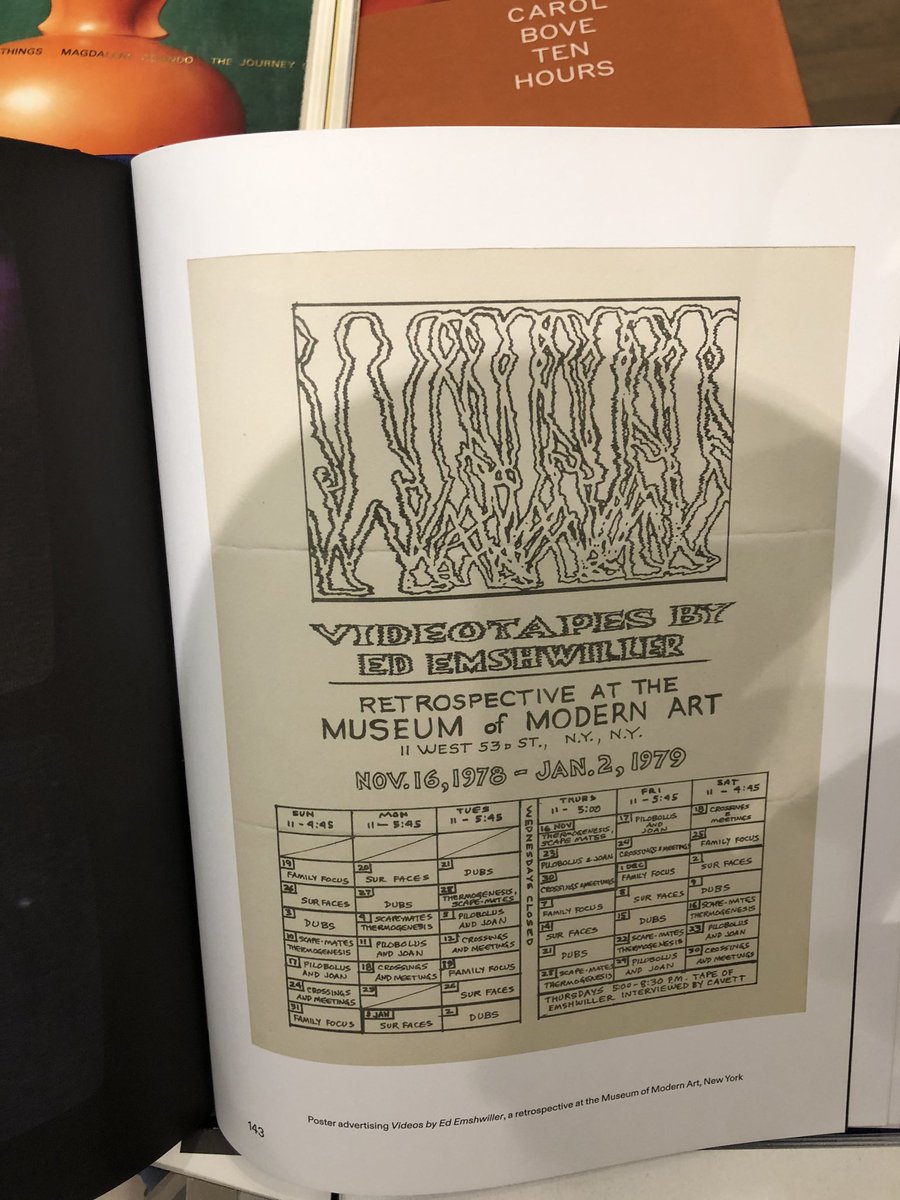 THINGS THE JOURNEY
CAROL
BOVE
TEN
HOURS
VIDEOTAPES BY
ED EMSHWILLER
RETROSPECTIVE AT THE
MUSEUM of MODERN ART
11 WEST 53D ST., N.Y., N.Y.
NOV. 16, 1978 - JAN. 2, 1979
SUN MON TUES
11 - 4:45 11 - 5:45 11 - 5:45
19 FAMILY FOCUS 20 SUR FACES 21 DUBS
26 SUR FACES 27 DUBS 28 THERMOGENESIS, SCAPE-MATES
3 DUBS 4 SCAPE-MATES THERMOGENESIS 5 PILOBOLUS AND JOAN
10 SCAPE-MATES THERMOGENESIS 11 PILOBOLUS AND JOAN 12 CROSSINGS AND MEETINGS
17 PILOBOLUS AND JOAN 18 CROSSINGS AND MEETINGS 19 FAMILY FOCUS
24 CROSSINGS AND MEETINGS 25 26 SUR FACES
31 FAMILY FOCUS 1 JAN SUR FACES 2 DUBS
WEDNESDAYS CLOSED
THURS FRI SAT
11 - 5:00 11 - 5:45 11 - 4:45
16 NOV THERMOGENESIS, SCAPE MATES 17 PILOBOLUS AND JOAN 18 CROSSINGS & MEETINGS
23 PILOBOLUS & JOAN 24 CROSSINGS & MEETINGS 25 FAMILY FOCUS
30 CROSSINGS & MEETINGS 1 DEC FAMILY FOCUS 2 SUR FACES
7 FAMILY FOCUS 8 SUR FACES 9 DUBS
14 SUR FACES 15 DUBS 16 SCAPE-MATES THERMOGENESIS
21 DUBS 22 SCAPE-MATES THERMOGENESIS 23 PILOBOLUS AND JOAN
28 SCAPE-MATES THERMOGENESIS 29 PILOBOLUS AND JOAN 30 CROSSINGS AND MEETINGS
THURSDAYS 5:00-8:30 P.M. TAPE OF
EMSHWILLER INTERVIEWED BY CAVETT
Poster advertising Videos by Ed Emshwiller, a retrospective at the Museum of Modern Art, New York
143